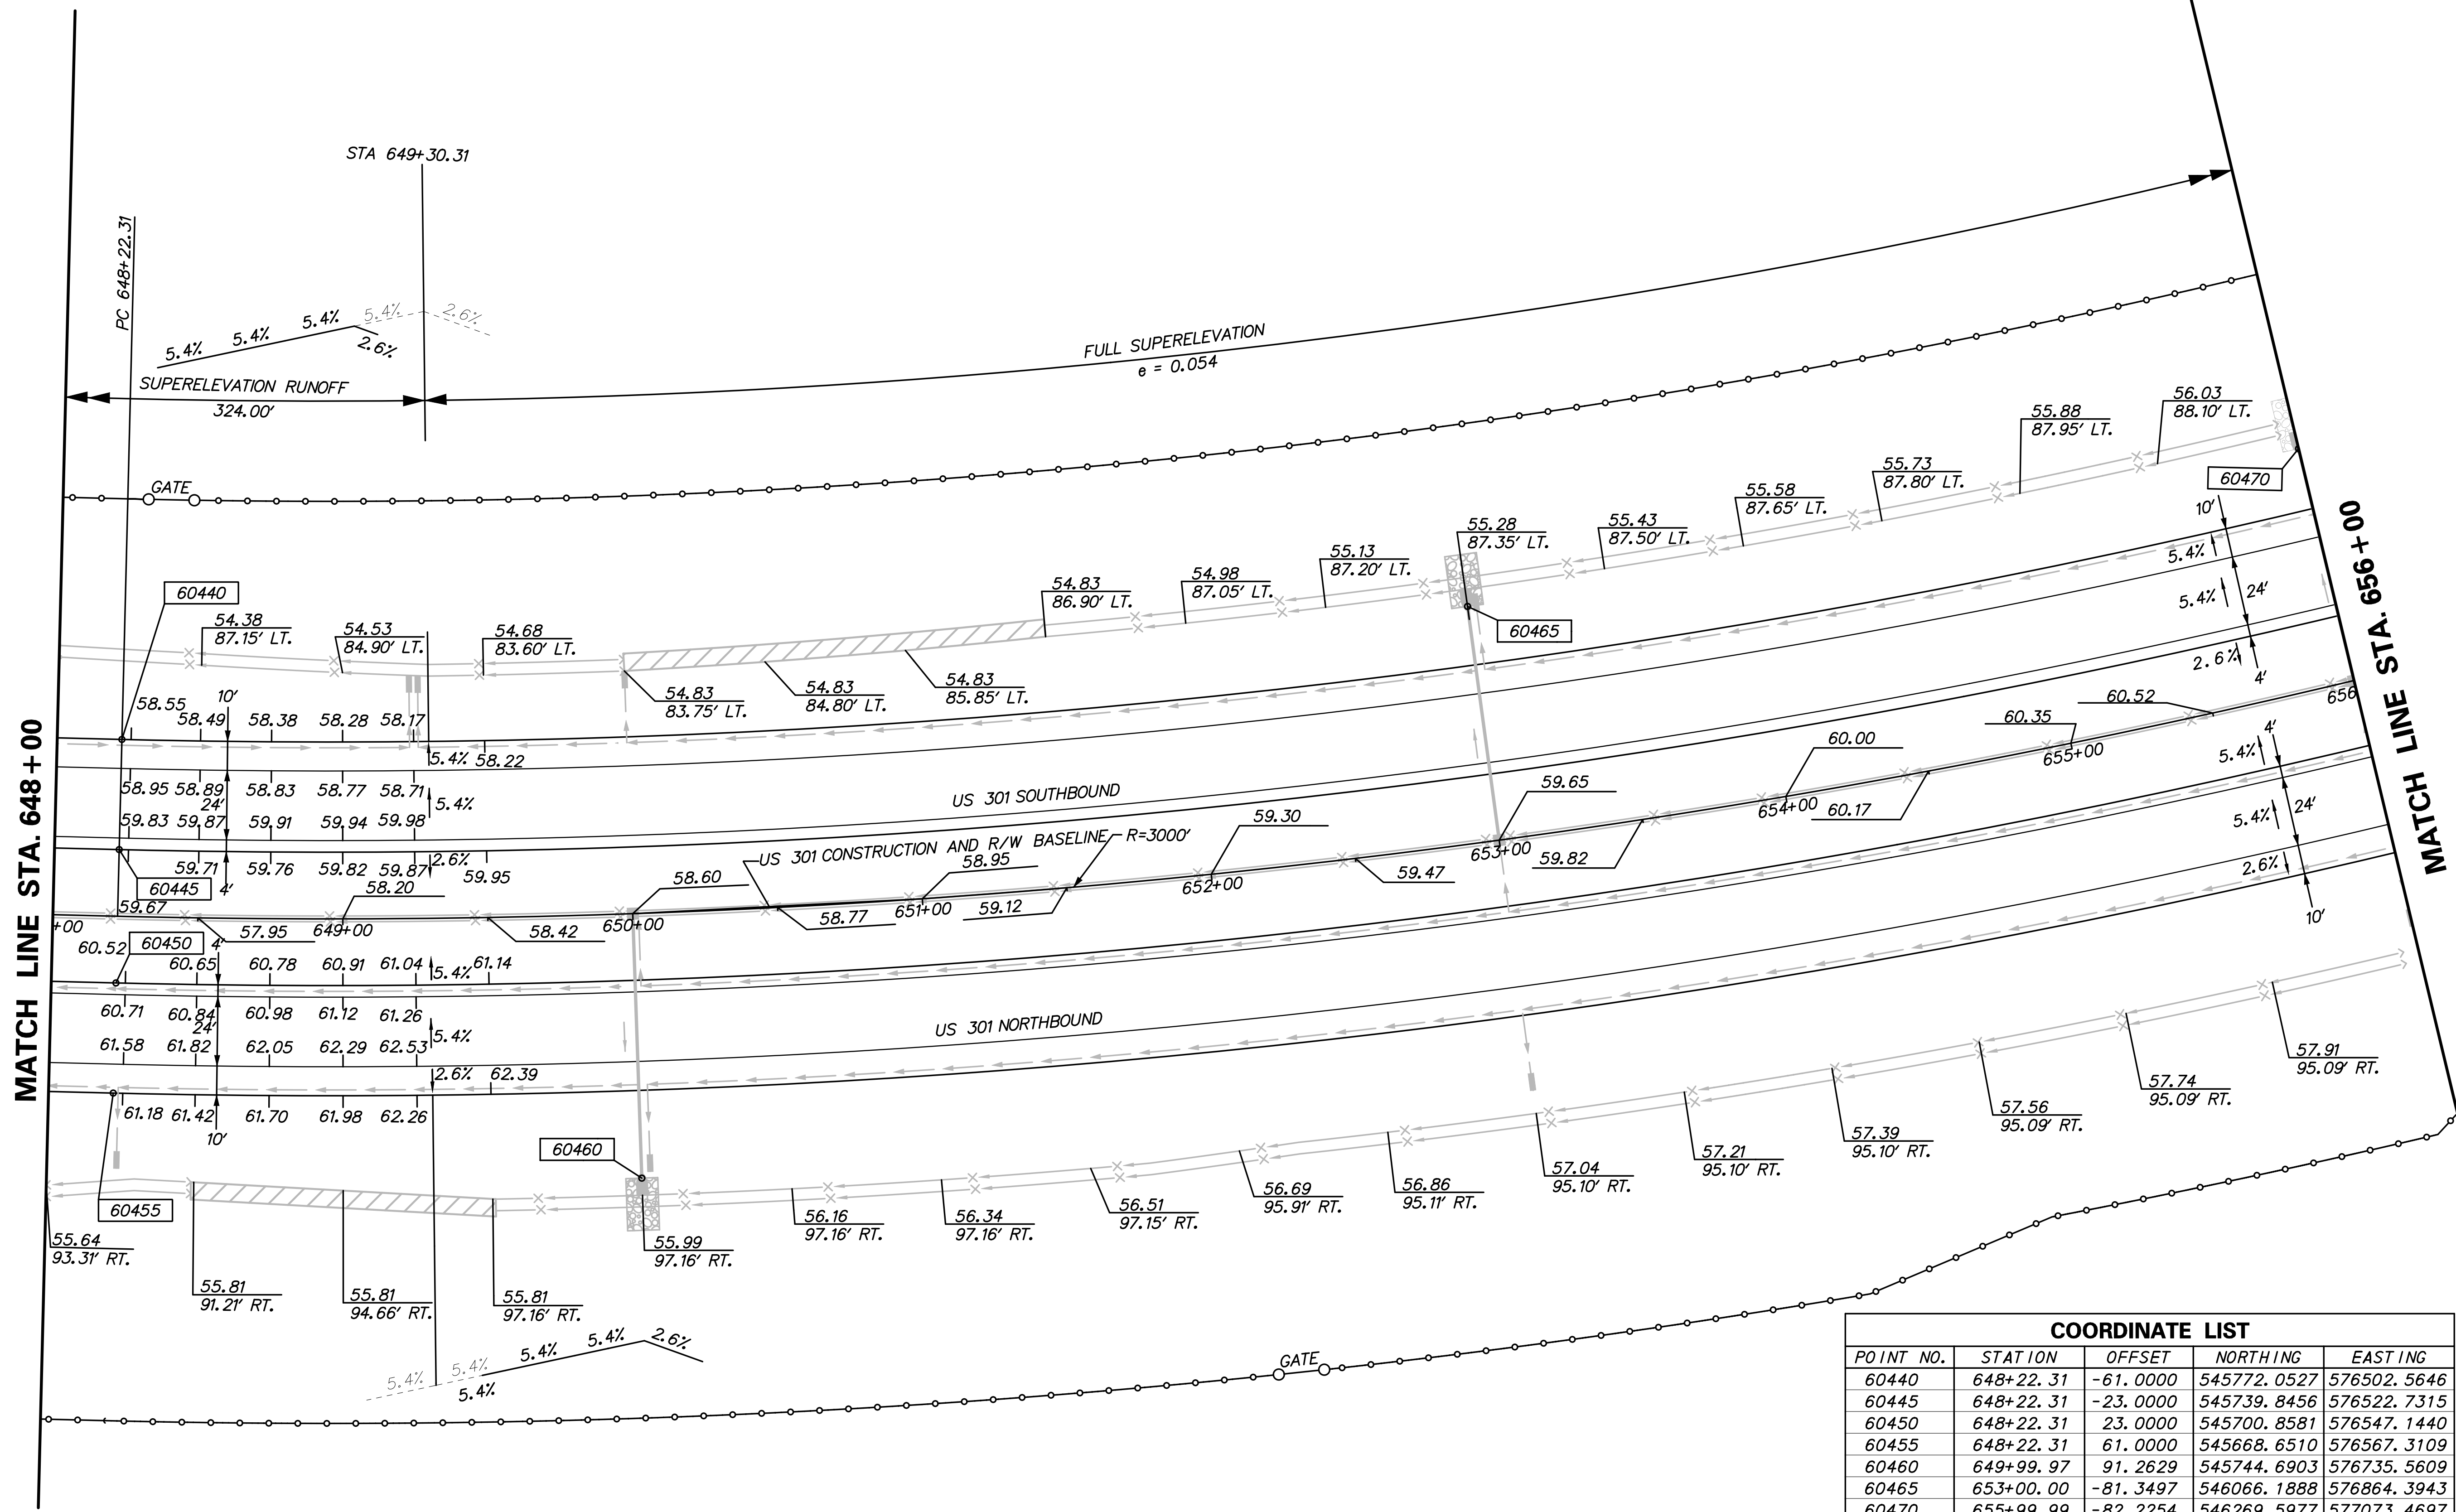 STA 649+30.31
PC 648+22.31
5.4% 5.4% 5.4% 5.4% 2.6%
2.6%
SUPERELEVATION RUNOFF
324.00'
FULL SUPERELEVATION
e = 0.054
GATE
56.03
88.10' LT.
55.88
87.95' LT.
55.73
87.80' LT.
55.58
87.65' LT.
55.43
87.50' LT.
55.28
87.35' LT.
55.13
87.20' LT.
54.98
87.05' LT.
54.83
86.90' LT.
60470
60465
60440
54.38
87.15' LT.
54.53
84.90' LT.
54.68
83.60' LT.
54.83
83.75' LT.
54.83
84.80' LT.
54.83
85.85' LT.
10'
5.4%
24'
5.4%
2.6%
4'
58.55
58.49 58.38 58.28 58.17
10'
5.4% 58.22
58.95 58.89 58.83 58.77 58.71
24'
5.4%
59.83 59.87 59.91 59.94 59.98
59.71 59.76 59.82 59.87 2.6%
59.95
60445
4'
59.67
US 301 SOUTHBOUND
US 301 CONSTRUCTION AND R/W BASELINE R=3000'
58.20
58.60
58.95
59.30
59.65
60.00
60.35
60.52
+00
649+00
650+00
651+00
652+00
653+00
654+00
655+00
656
57.95
58.42
58.77
59.12
59.47
59.82
60.17
MATCH LINE STA. 648+00
MATCH LINE STA. 656+00
4'
5.4%
24'
5.4%
2.6%
10'
60.52
60450
4'
60.65 60.78 60.91 61.04 5.4% 61.14
60.71 60.84 60.98 61.12 61.26
24'
5.4%
61.58 61.82 62.05 62.29 62.53
2.6% 62.39
61.18 61.42 61.70 61.98 62.26
10'
US 301 NORTHBOUND
60460
60455
55.64
93.31' RT.
55.81
91.21' RT.
55.81
94.66' RT.
55.81
97.16' RT.
55.99
97.16' RT.
56.16
97.16' RT.
56.34
97.16' RT.
56.51
97.15' RT.
56.69
95.91' RT.
56.86
95.11' RT.
57.04
95.10' RT.
57.21
95.10' RT.
57.39
95.10' RT.
57.56
95.09' RT.
57.74
95.09' RT.
57.91
95.09' RT.
5.4% 5.4% 5.4% 5.4% 2.6%
5.4%
GATE
COORDINATE LIST
POINT NO. STATION OFFSET NORTHING EASTING
60440 648+22.31 -61.0000 545772.0527 576502.5646
60445 648+22.31 -23.0000 545739.8456 576522.7315
60450 648+22.31 23.0000 545700.8581 576547.1440
60455 648+22.31 61.0000 545668.6510 576567.3109
60460 649+99.97 91.2629 545744.6903 576735.5609
60465 653+00.00 -81.3497 546066.1888 576864.3943
60470 655+99.99 -82.2254 546269.5977 577073.4697